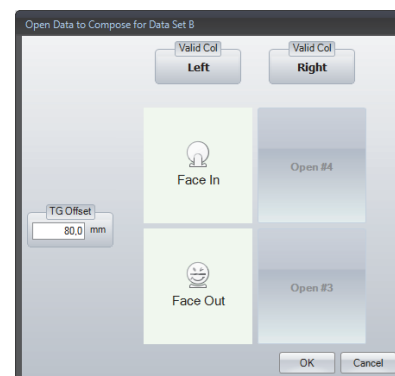 Open Data to Compose for Data Set B
Valid Col
Valid Col
Left
Right
Face In
Open #4
TG Offset
80,0 mm
Face Out
Open #3
OK
Cancel